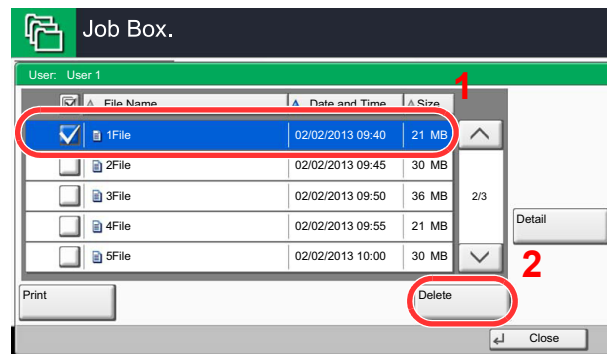 Job Box.
User: User 1
1
File Name Date and Time Size
1File 02/02/2013 09:40 21 MB
2File 02/02/2013 09:45 30 MB
3File 02/02/2013 09:50 36 MB 2/3
4File 02/02/2013 09:55 21 MB
Detail
5File 02/02/2013 10:00 30 MB
2
Print Delete
Close